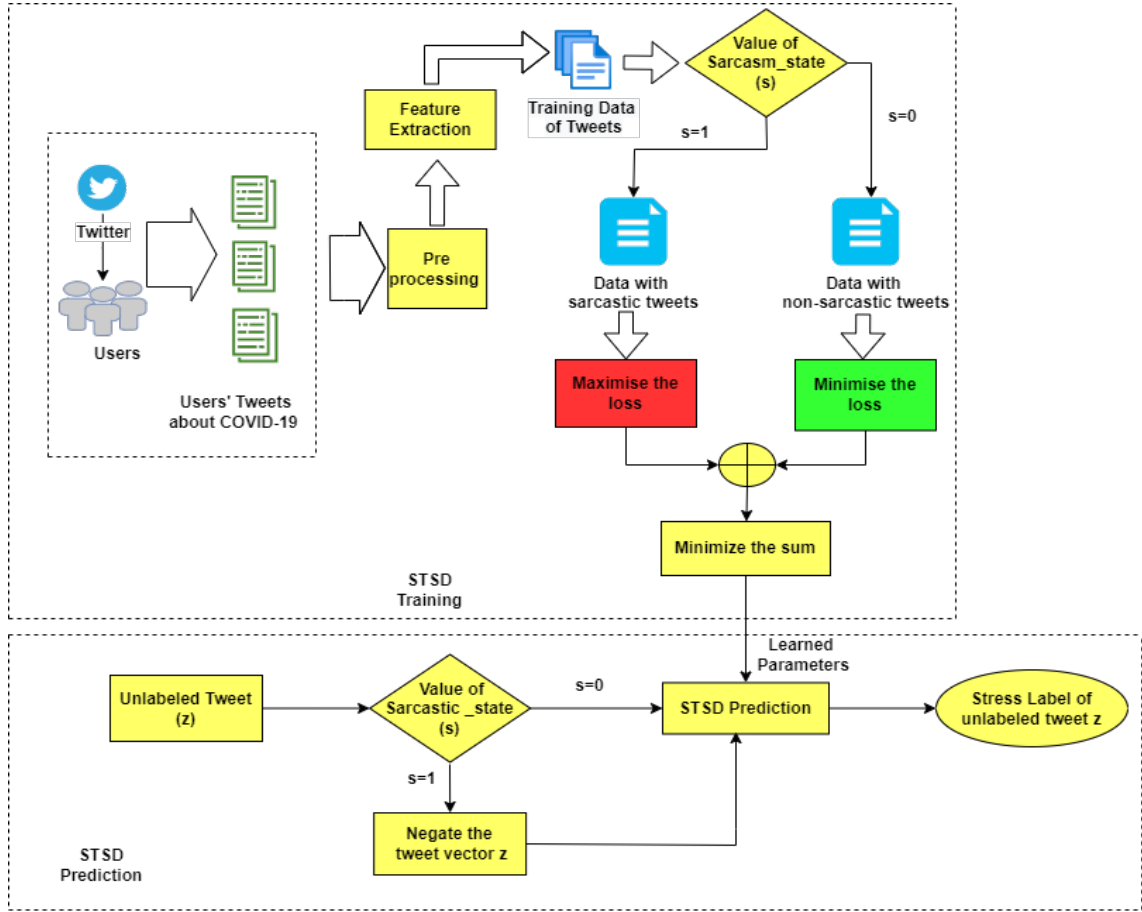 Value of
Sarcasm_state
(s)
Feature
Extraction
Training Data
of Tweets
s=1
s=0
Twitter
Users
Users' Tweets
about COVID-19
Pre
processing
Data with
sarcastic tweets
Data with
non-sarcastic tweets
Maximise the
loss
Minimise the
loss
Minimize the sum
STSD
Training
Learned
Parameters
Unlabeled Tweet
(z)
Value of
Sarcastic _state
(s)
s=0
STSD Prediction
Stress Label of
unlabeled tweet z
s=1
Negate the
tweet vector z
STSD
Prediction